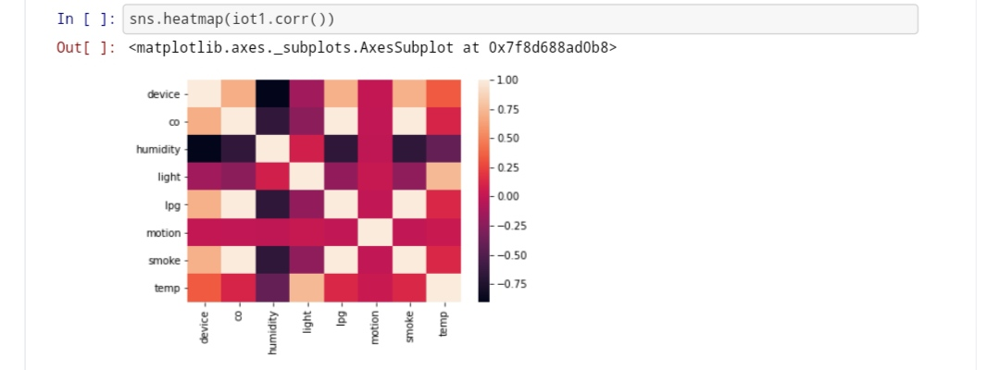 In [ ]: sns.heatmap(iot1.corr())
Out[ ]: <matplotlib.axes._subplots.AxesSubplot at 0x7f8d688ad0b8>
device
co
humidity
light
lpg
motion
smoke
temp
device
co
humidity
light
lpg
motion
smoke
temp
1.00
0.75
0.50
0.25
0.00
−0.25
−0.50
−0.75